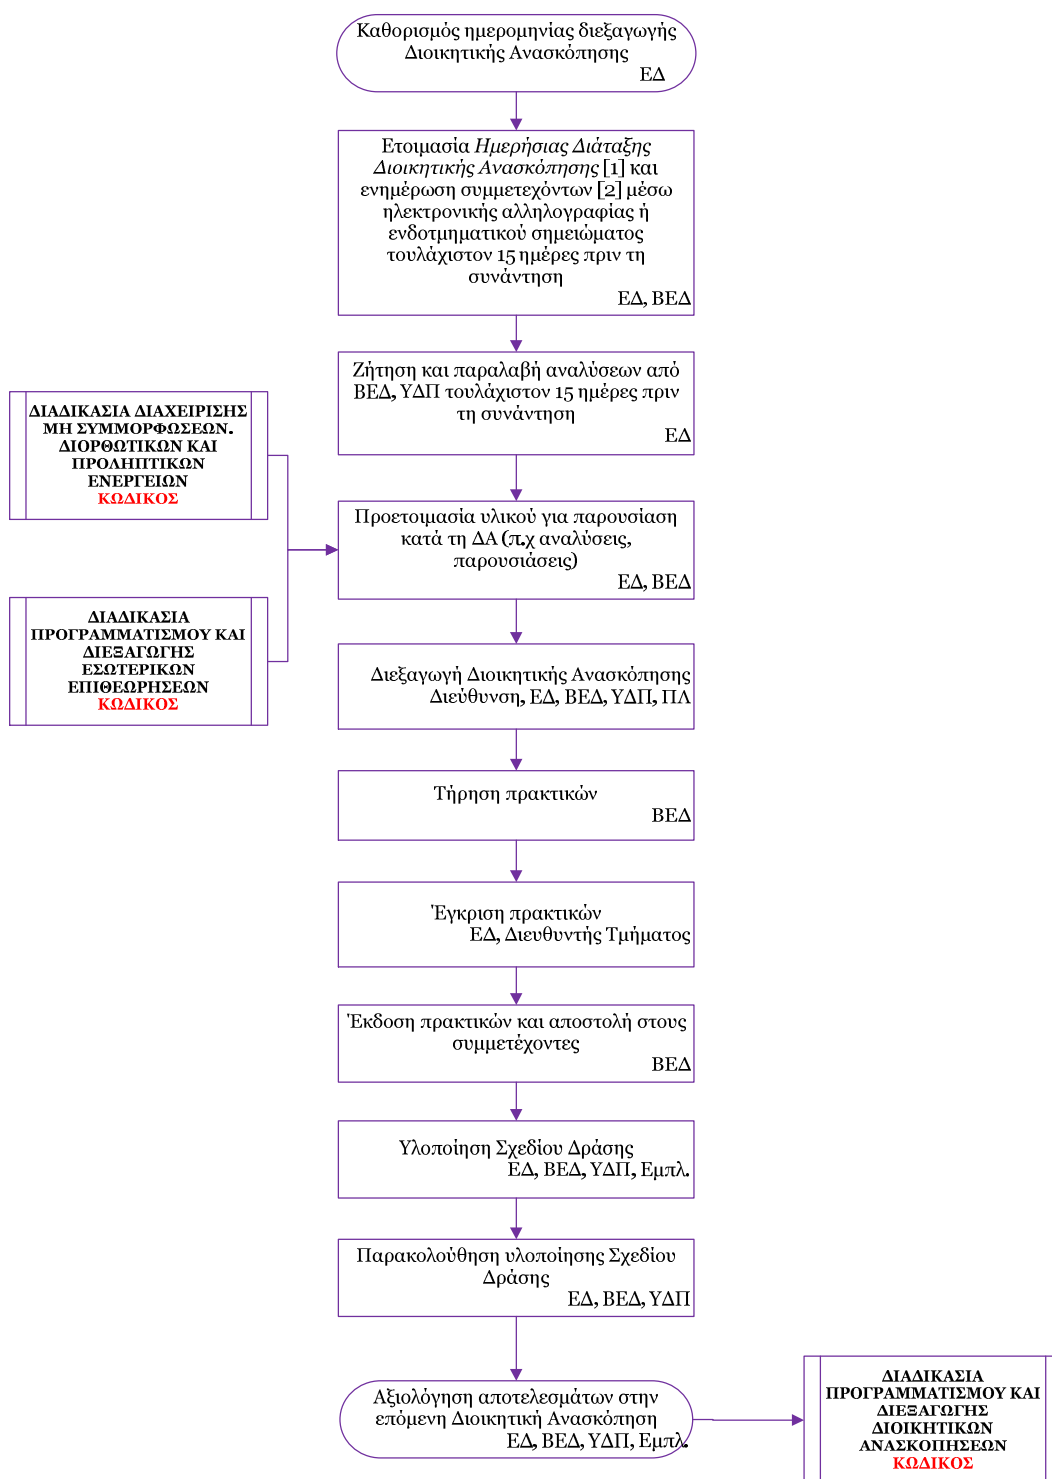 Καθορισμός ημερομηνίας διεξαγωγής
Διοικητικής Ανασκόπησης
ΕΔ
Ετοιμασία Ημερήσιας Διάταξης
Διοικητικής Ανασκόπησης [1] και
ενημέρωση συμμετεχόντων [2] μέσω
ηλεκτρονικής αλληλογραφίας ή
ενδοτμηματικού σημειώματος
τουλάχιστον 15 ημέρες πριν τη
συνάντηση
ΕΔ, ΒΕΔ
Ζήτηση και παραλαβή αναλύσεων από
ΒΕΔ, ΥΔΠ τουλάχιστον 15 ημέρες πριν
τη συνάντηση
ΕΔ
ΔΙΑΔΙΚΑΣΙΑ ΔΙΑΧΕΙΡΙΣΗΣ
ΜΗ ΣΥΜΜΟΡΦΩΣΕΩΝ.
ΔΙΟΡΘΩΤΙΚΩΝ ΚΑΙ
ΠΡΟΛΗΠΤΙΚΩΝ
ΕΝΕΡΓΕΙΩΝ
ΚΩΔΙΚΟΣ
Προετοιμασία υλικού για παρουσίαση
κατά τη ΔΑ (π.χ αναλύσεις,
παρουσιάσεις)
ΕΔ, ΒΕΔ
ΔΙΑΔΙΚΑΣΙΑ
ΠΡΟΓΡΑΜΜΑΤΙΣΜΟΥ ΚΑΙ
ΔΙΕΞΑΓΩΓΗΣ
ΕΣΩΤΕΡΙΚΩΝ
ΕΠΙΘΕΩΡΗΣΕΩΝ
ΚΩΔΙΚΟΣ
Διεξαγωγή Διοικητικής Ανασκόπησης
Διεύθυνση, ΕΔ, ΒΕΔ, ΥΔΠ, ΠΛ
Τήρηση πρακτικών
ΒΕΔ
Έγκριση πρακτικών
ΕΔ, Διευθυντής Τμήματος
Έκδοση πρακτικών και αποστολή στους
συμμετέχοντες
ΒΕΔ
Υλοποίηση Σχεδίου Δράσης
ΕΔ, ΒΕΔ, ΥΔΠ, Εμπλ.
Παρακολούθηση υλοποίησης Σχεδίου
Δράσης
ΕΔ, ΒΕΔ, ΥΔΠ
Αξιολόγηση αποτελεσμάτων στην
επόμενη Διοικητική Ανασκόπηση
ΕΔ, ΒΕΔ, ΥΔΠ, Εμπλ.
ΔΙΑΔΙΚΑΣΙΑ
ΠΡΟΓΡΑΜΜΑΤΙΣΜΟΥ ΚΑΙ
ΔΙΕΞΑΓΩΓΗΣ
ΔΙΟΙΚΗΤΙΚΩΝ
ΑΝΑΣΚΟΠΗΣΕΩΝ
ΚΩΔΙΚΟΣ